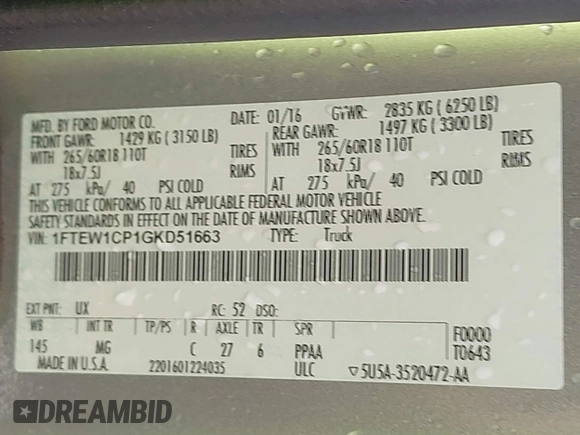 MFD. BY FORD MOTOR CO.
DATE: 01/16 GVWR: 2835 KG ( 6250 LB)
FRONT GAWR: 1429 KG ( 3150 LB) REAR GAWR: 1497 KG ( 3300 LB)
WITH 265/60R18 110T TIRES WITH 265/60R18 110T TIRES
18x7.5J RIMS 18x7.5J RIMS
AT 275 kPa/ 40 PSI COLD AT 275 kPa/ 40 PSI COLD
THIS VEHICLE CONFORMS TO ALL APPLICABLE FEDERAL MOTOR VEHICLE
SAFETY STANDARDS IN EFFECT ON THE DATE OF MANUFACTURE SHOWN ABOVE.
VIN: 1FTEW1CP1GKD51663 TYPE: Truck
EXT PNT: UX RC: 52 DSO:
WB INT TR TP/PS R AXLE TR SPR F0000
145 MG C 27 6 PPAA T0643
MADE IN U.S.A. 2201601224035 ULC ▽5U5A-3520472-AA
DREAMBID